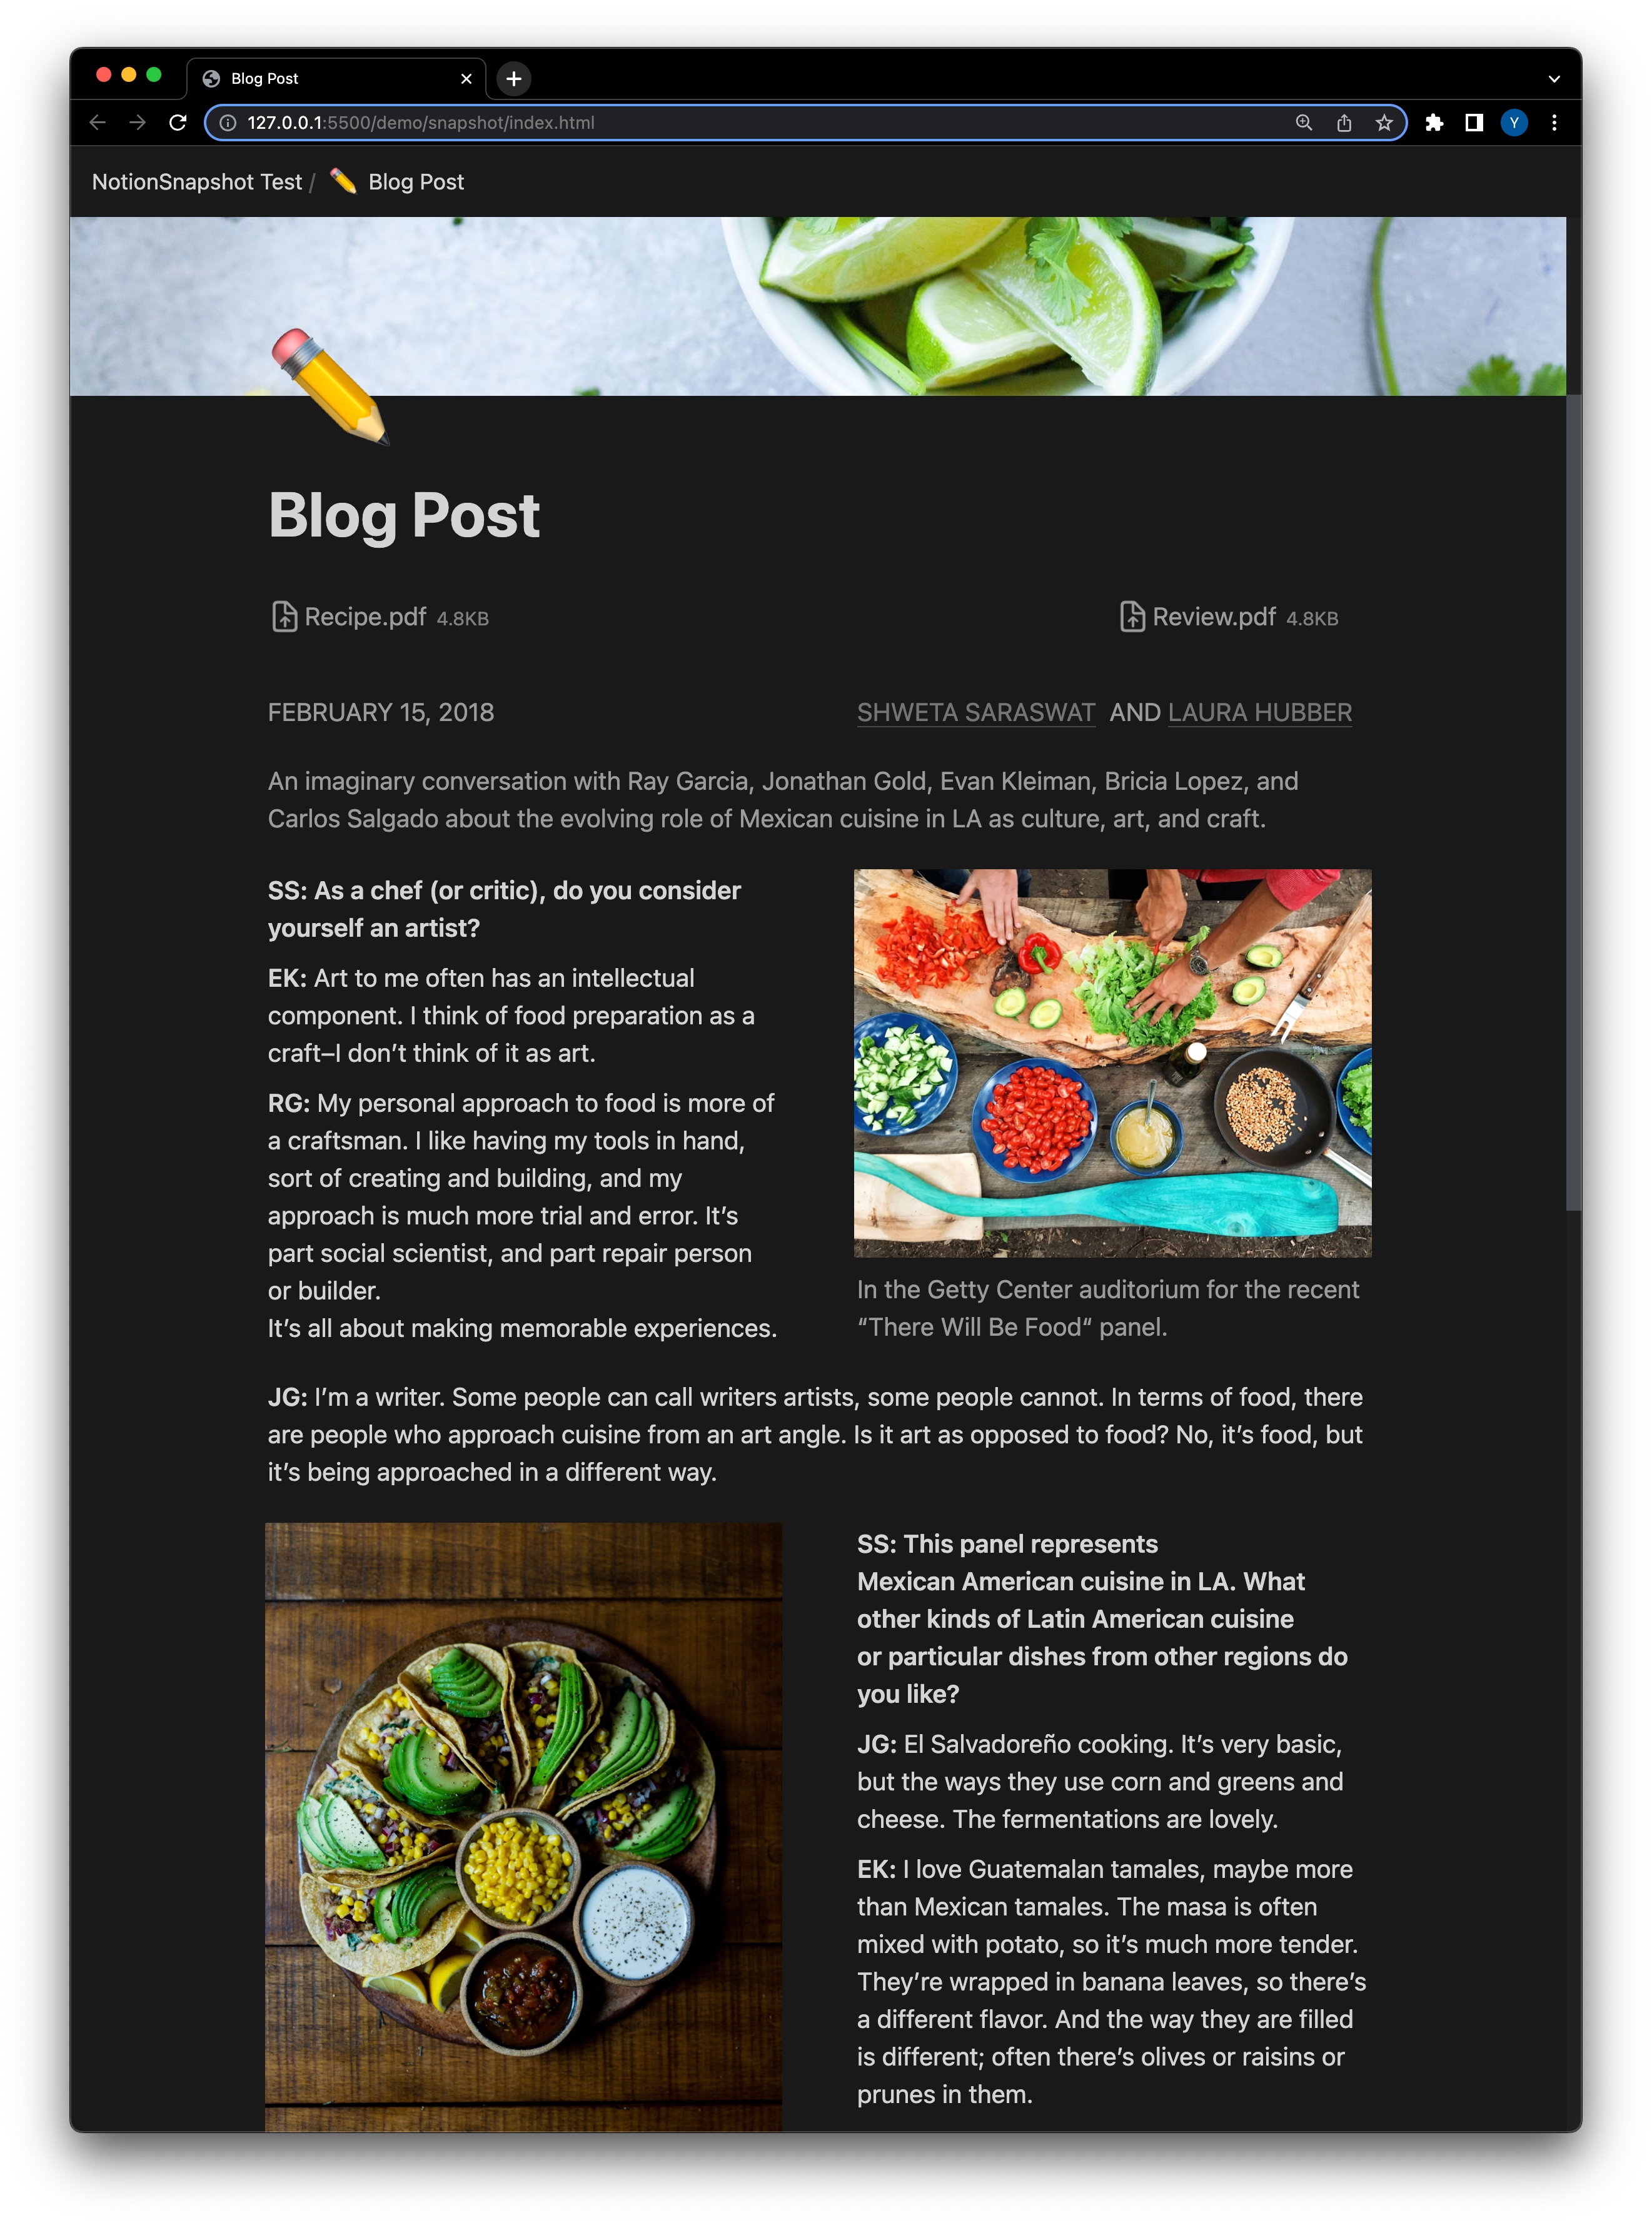 Blog Post
127.0.0.1:5500/demo/snapshot/index.html
Y
NotionSnapshot Test / ✏️ Blog Post
Blog Post
Recipe.pdf 4.8KB
Review.pdf 4.8KB
FEBRUARY 15, 2018
SHWETA SARASWAT AND LAURA HUBBER
An imaginary conversation with Ray Garcia, Jonathan Gold, Evan Kleiman, Bricia Lopez, and
Carlos Salgado about the evolving role of Mexican cuisine in LA as culture, art, and craft.
SS: As a chef (or critic), do you consider
yourself an artist?
EK: Art to me often has an intellectual
component. I think of food preparation as a
craft–I don’t think of it as art.
RG: My personal approach to food is more of
a craftsman. I like having my tools in hand,
sort of creating and building, and my
approach is much more trial and error. It’s
part social scientist, and part repair person
or builder.
It’s all about making memorable experiences.
In the Getty Center auditorium for the recent
“There Will Be Food“ panel.
JG: I’m a writer. Some people can call writers artists, some people cannot. In terms of food, there
are people who approach cuisine from an art angle. Is it art as opposed to food? No, it’s food, but
it’s being approached in a different way.
SS: This panel represents
Mexican American cuisine in LA. What
other kinds of Latin American cuisine
or particular dishes from other regions do
you like?
JG: El Salvadoreño cooking. It’s very basic,
but the ways they use corn and greens and
cheese. The fermentations are lovely.
EK: I love Guatemalan tamales, maybe more
than Mexican tamales. The masa is often
mixed with potato, so it’s much more tender.
They’re wrapped in banana leaves, so there’s
a different flavor. And the way they are filled
is different; often there’s olives or raisins or
prunes in them.